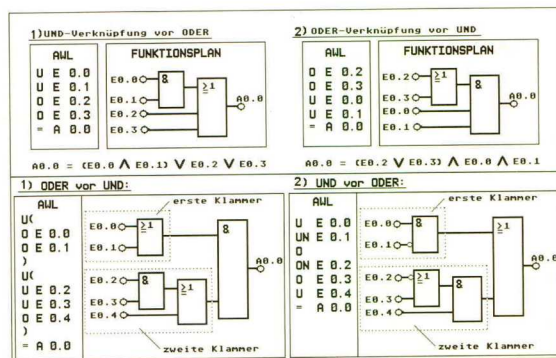 1)UND-Verknüpfung vor ODER
AWL
U E 0.0
U E 0.1
O E 0.2
O E 0.3
= A 0.0
FUNKTIONSPLAN
E0.0
E0.1
E0.2
E0.3
&
≥1
A0.0
A0.0 = (E0.0 ∧ E0.1) ∨ E0.2 ∨ E0.3
2)ODER-Verknüpfung vor UND
AWL
O E 0.2
O E 0.3
U E 0.0
U E 0.1
= A 0.0
FUNKTIONSPLAN
E0.2
E0.3
E0.0
E0.1
≥1
&
A0.0
A0.0 = (E0.2 ∨ E0.3) ∧ E0.0 ∧ E0.1
1) ODER vor UND:
AWL
U(
O E 0.0
O E 0.1
)
U(
U E 0.2
U E 0.3
O E 0.4
)
= A 0.0
erste Klammer
E0.0
E0.1
≥1
&
E0.2
E0.3
E0.4
&
≥1
A0.0
zweite Klammer
2) UND vor ODER:
AWL
U E 0.0
UN E 0.1
O
ON E 0.2
O E 0.3
U E 0.4
= A 0.0
erste Klammer
E0.0
E0.1
&
≥1
E0.2
E0.3
E0.4
≥1
&
A0.0
zweite Klammer